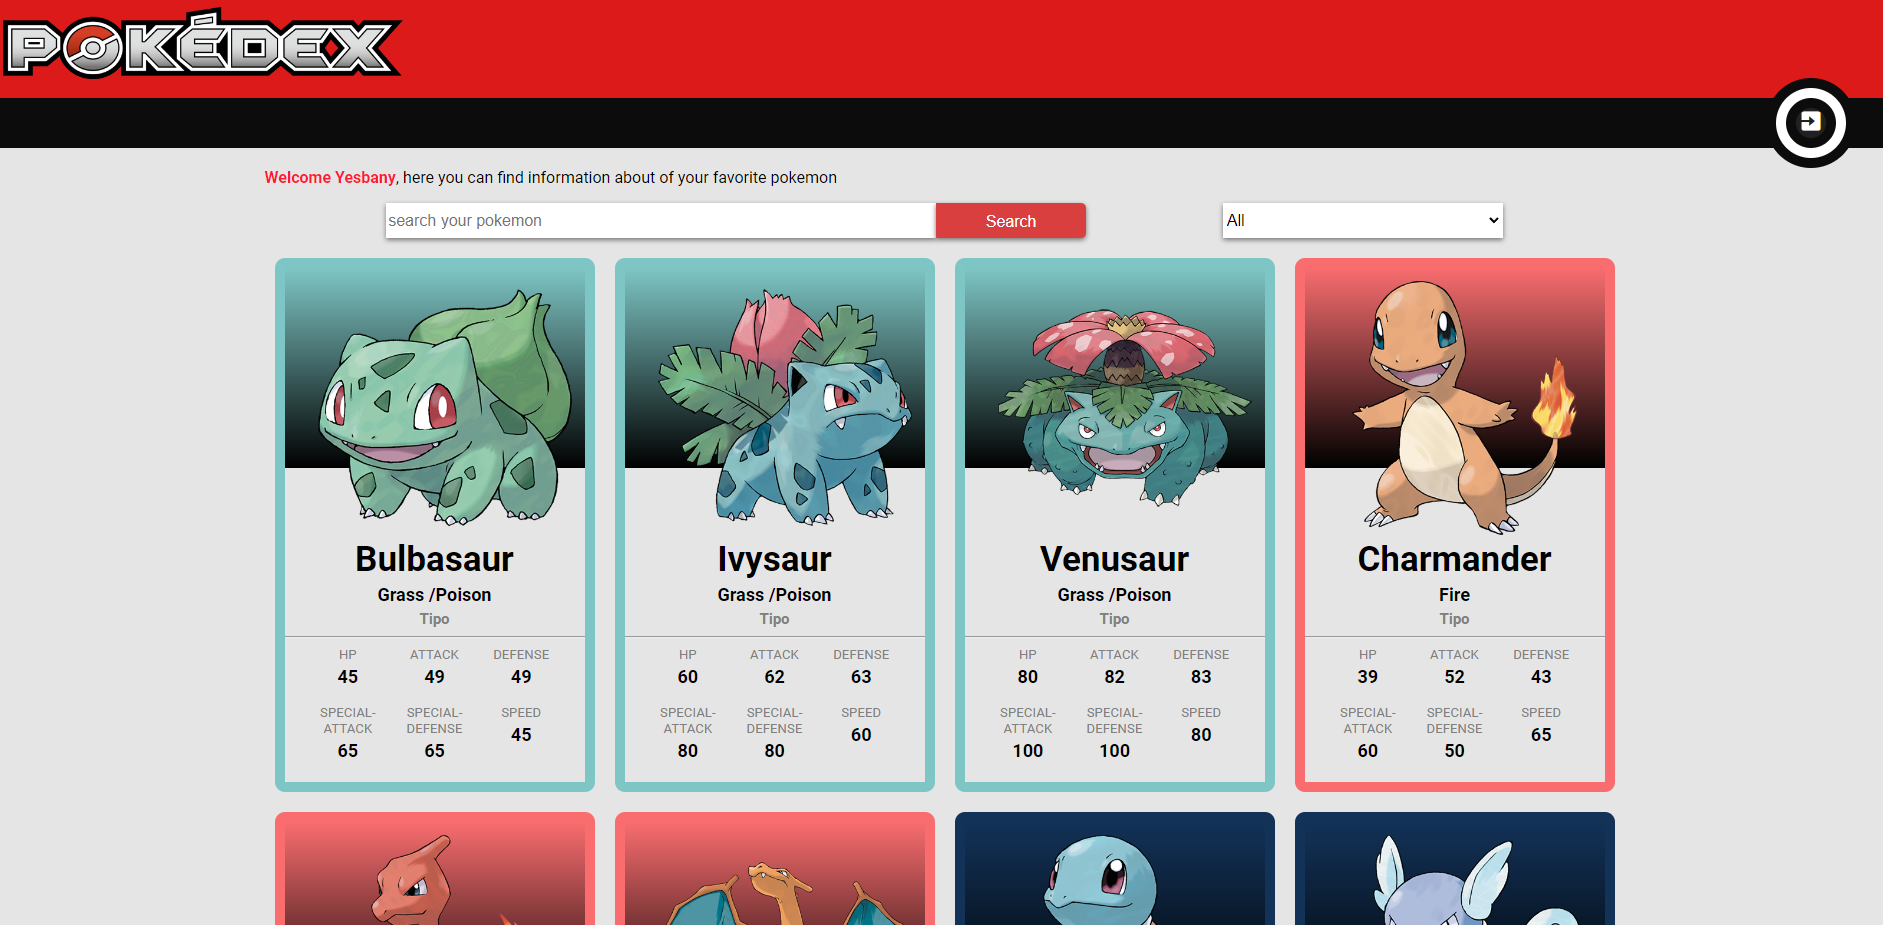 POKÉDEX
Welcome Yesbany, here you can find information about of your favorite pokemon
search your pokemon
Search
All
Bulbasaur
Grass /Poison
Tipo
HP ATTACK DEFENSE
45 49 49
SPECIAL-ATTACK SPECIAL-DEFENSE SPEED
65 65 45
Ivysaur
Grass /Poison
Tipo
HP ATTACK DEFENSE
60 62 63
SPECIAL-ATTACK SPECIAL-DEFENSE SPEED
80 80 60
Venusaur
Grass /Poison
Tipo
HP ATTACK DEFENSE
80 82 83
SPECIAL-ATTACK SPECIAL-DEFENSE SPEED
100 100 80
Charmander
Fire
Tipo
HP ATTACK DEFENSE
39 52 43
SPECIAL-ATTACK SPECIAL-DEFENSE SPEED
60 50 65